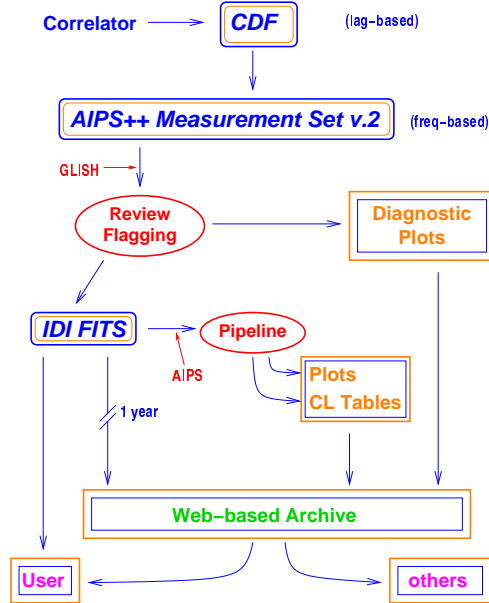 Correlator
CDF
(lag-based)
AIPS++ Measurement Set v.2
(freq-based)
GLISH
Review
Flagging
Diagnostic
Plots
IDI FITS
Pipeline
AIPS
Plots
CL Tables
1 year
Web-based Archive
User
others